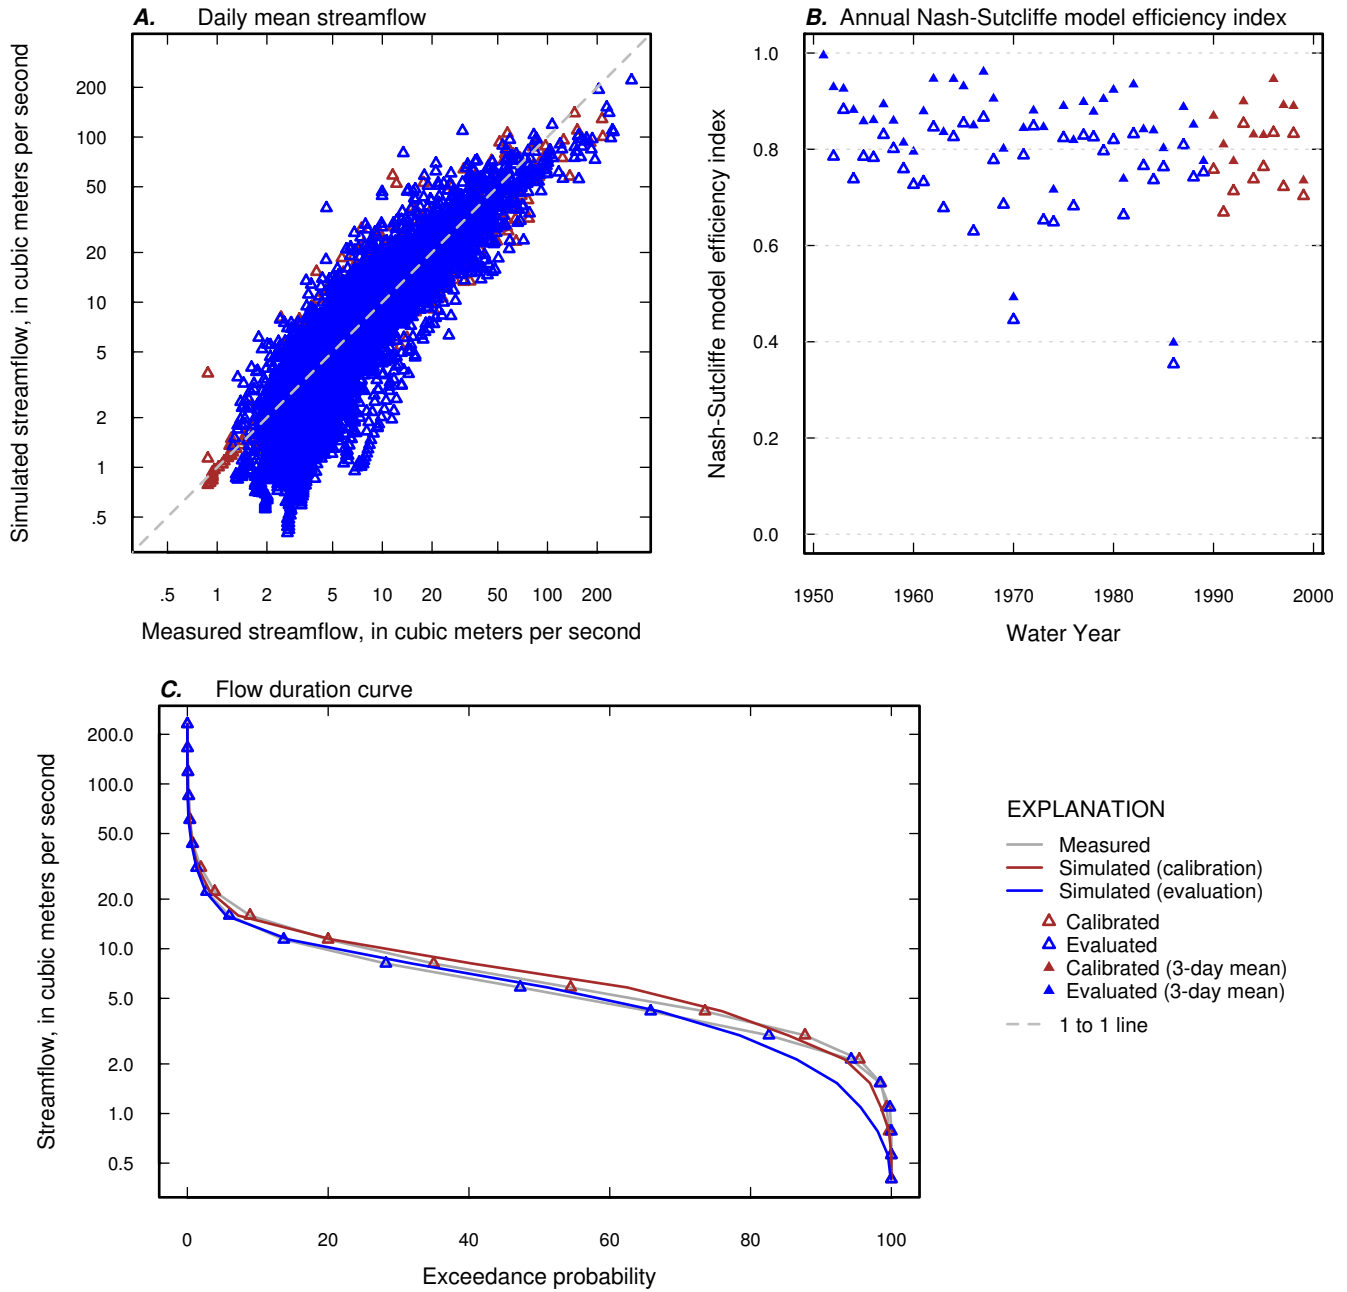 A. Daily mean streamflow
Simulated streamflow, in cubic meters per second
200
100
50
20
10
5
2
1
.5
.5 1 2 5 10 20 50 100 200
Measured streamflow, in cubic meters per second
B. Annual Nash-Sutcliffe model efficiency index
Nash-Sutcliffe model efficiency index
1.0
0.8
0.6
0.4
0.2
0.0
1950 1960 1970 1980 1990 2000
Water Year
C. Flow duration curve
Streamflow, in cubic meters per second
200.0
100.0
50.0
20.0
10.0
5.0
2.0
1.0
0.5
0 20 40 60 80 100
Exceedance probability
EXPLANATION
Measured
Simulated (calibration)
Simulated (evaluation)
Calibrated
Evaluated
Calibrated (3-day mean)
Evaluated (3-day mean)
1 to 1 line